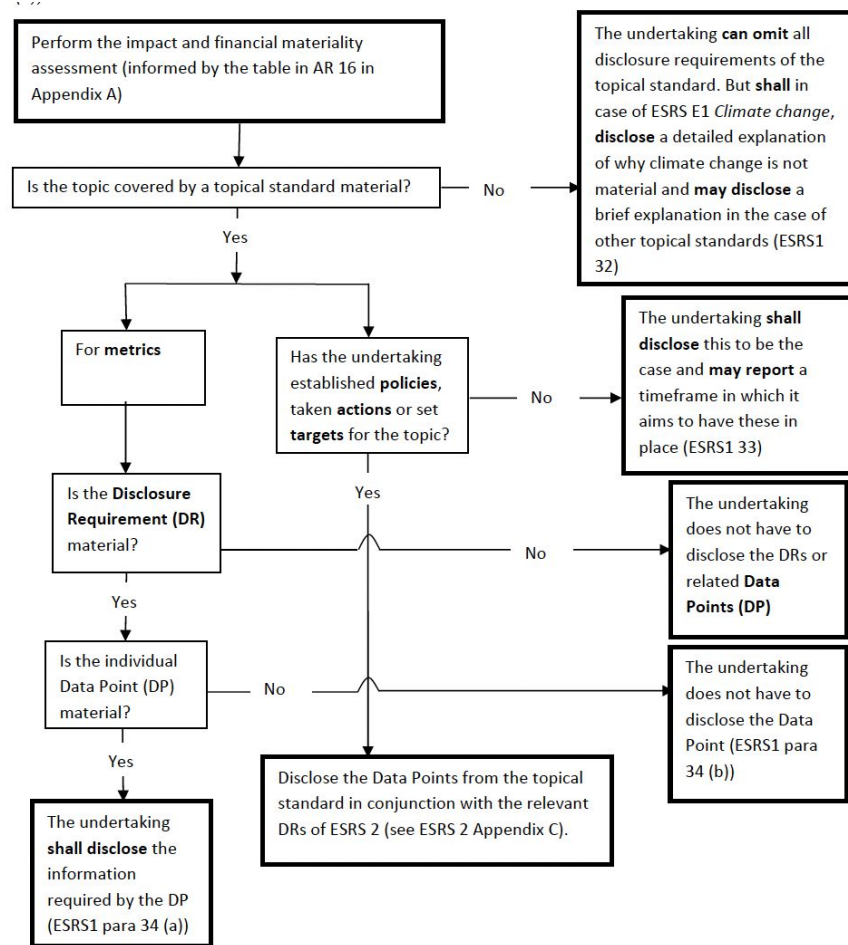 Perform the impact and financial materiality
assessment (informed by the table in AR 16 in
Appendix A)
The undertaking can omit all
disclosure requirements of the
topical standard. But shall in
case of ESRS E1 Climate change,
disclose a detailed explanation
of why climate change is not
material and may disclose a
brief explanation in the case of
other topical standards (ESRS1
32)
Is the topic covered by a topical standard material?
No
Yes
For metrics
Has the undertaking
established policies,
taken actions or set
targets for the topic?
No
The undertaking shall
disclose this to be the
case and may report a
timeframe in which it
aims to have these in
place (ESRS1 33)
Yes
Is the Disclosure
Requirement (DR)
material?
No
The undertaking
does not have to
disclose the DRs or
related Data
Points (DP)
Yes
Is the individual
Data Point (DP)
material?
No
The undertaking
does not have to
disclose the Data
Point (ESRS1 para
34 (b))
Yes
Disclose the Data Points from the topical
standard in conjunction with the relevant
DRs of ESRS 2 (see ESRS 2 Appendix C).
The undertaking
shall disclose the
information
required by the DP
(ESRS1 para 34 (a))